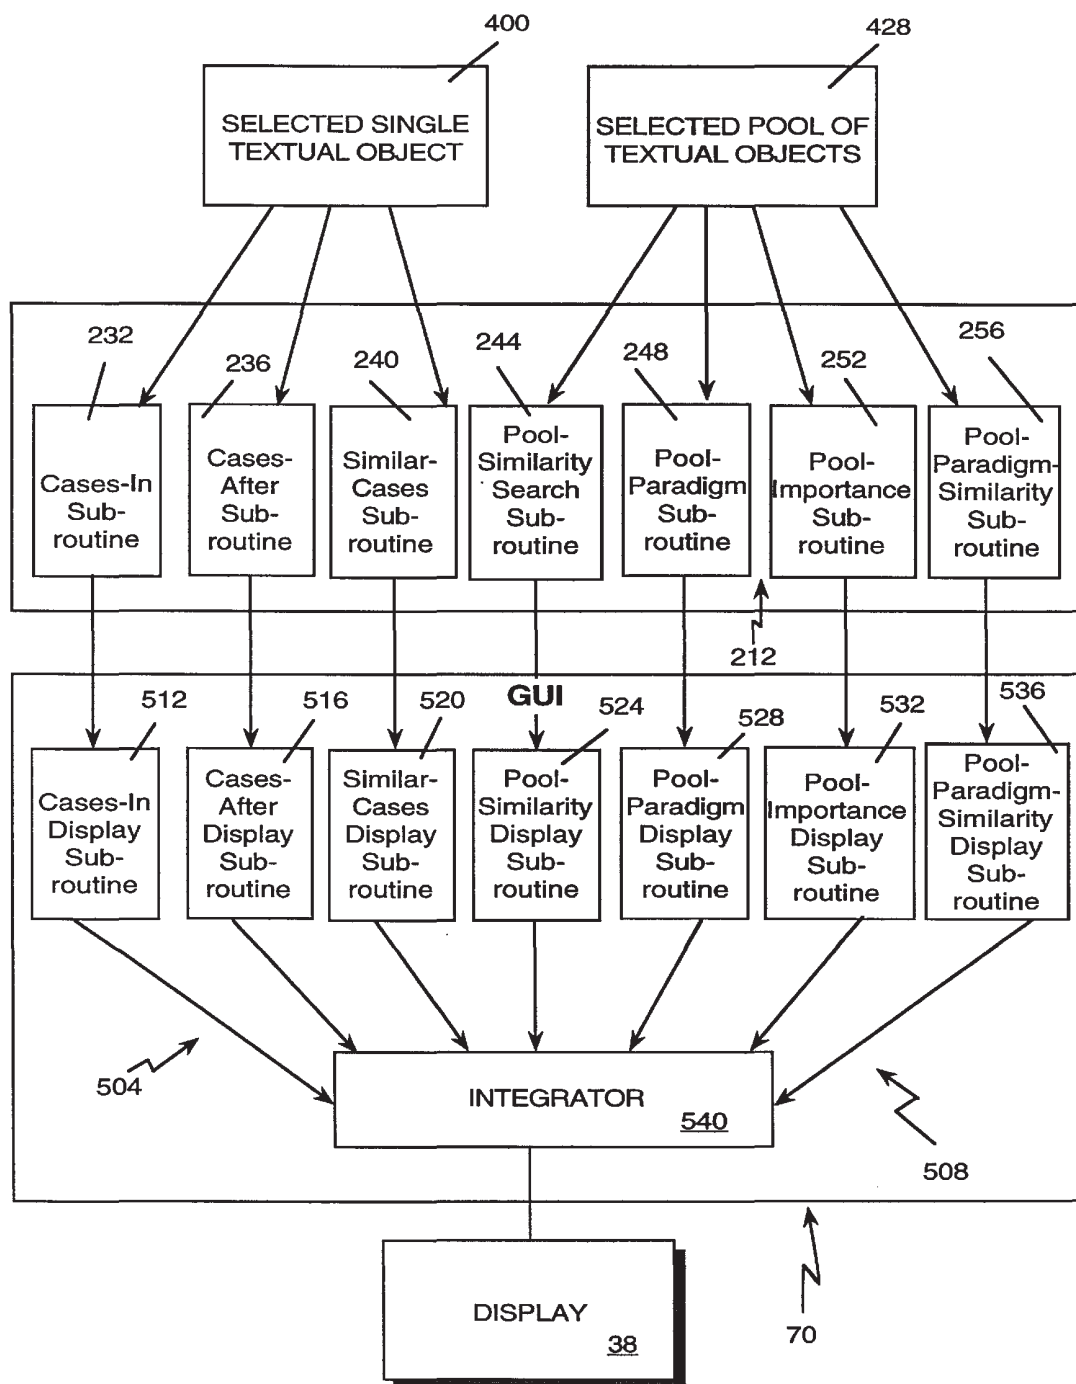 400
428
SELECTED SINGLE
TEXTUAL OBJECT
SELECTED POOL OF
TEXTUAL OBJECTS
232
236
240
244
248
252
256
Cases-In
Sub-
routine
Cases-
After
Sub-
routine
Similar-
Cases
Sub-
routine
Pool-
Similarity
Search
Sub-
routine
Pool-
Paradigm
Sub-
routine
Pool-
Importance
Sub-
routine
Pool-
Paradigm-
Similarity
Sub-
routine
212
GUI
512
516
520
524
528
532
536
Cases-In
Display
Sub-
routine
Cases-
After
Display
Sub-
routine
Similar-
Cases
Display
Sub-
routine
Pool-
Similarity
Display
Sub-
routine
Pool-
Paradigm
Display
Sub-
routine
Pool-
Importance
Display
Sub-
routine
Pool-
Paradigm-
Similarity
Display
Sub-
routine
504
INTEGRATOR
540
508
DISPLAY
38
70